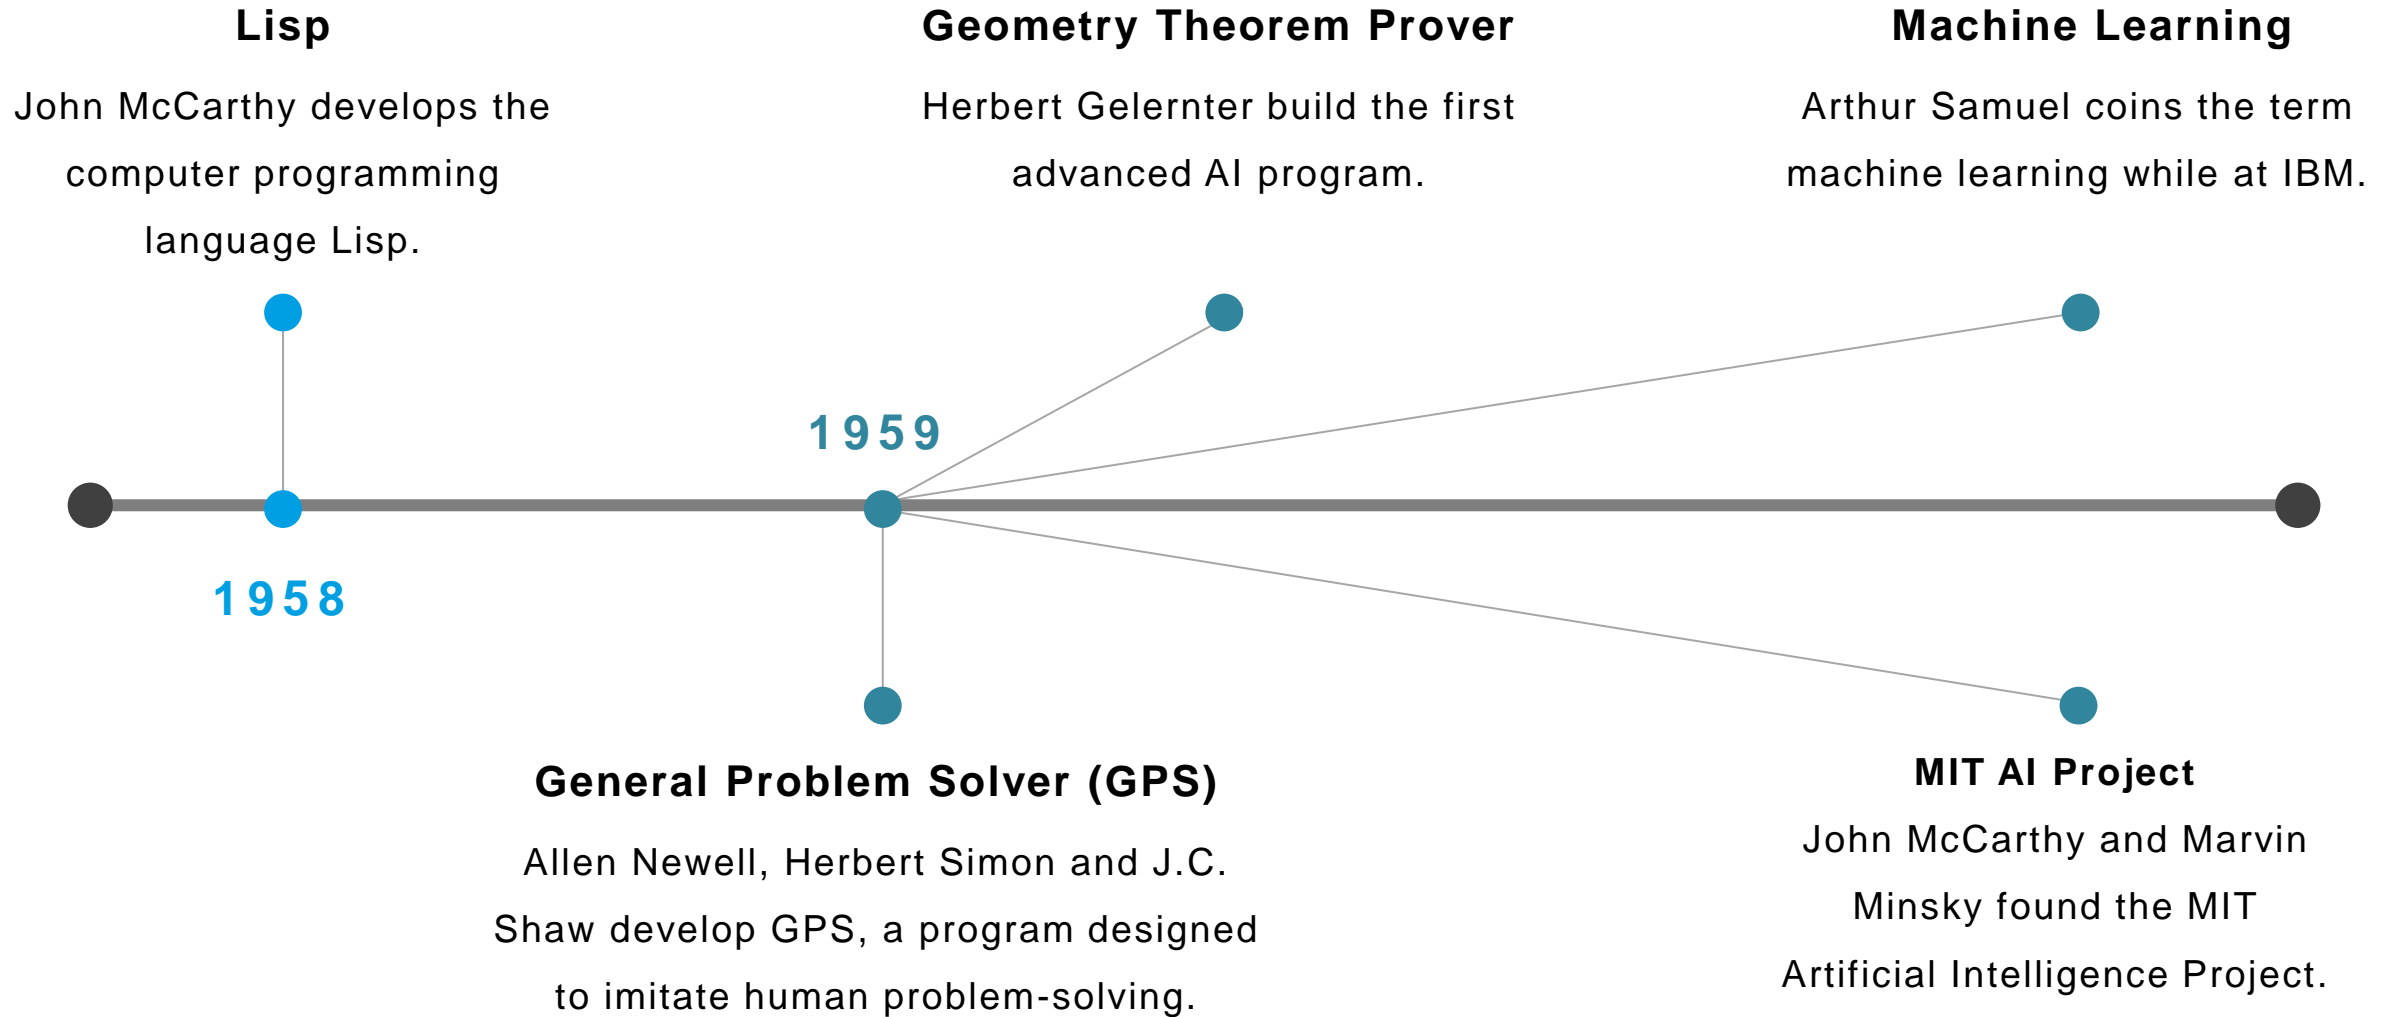 Lisp
John McCarthy develops the
computer programming
language Lisp.
Geometry Theorem Prover
Herbert Gelernter build the first
advanced AI program.
Machine Learning
Arthur Samuel coins the term
machine learning while at IBM.
1959
1958
General Problem Solver (GPS)
Allen Newell, Herbert Simon and J.C.
Shaw develop GPS, a program designed
to imitate human problem-solving.
MIT AI Project
John McCarthy and Marvin
Minsky found the MIT
Artificial Intelligence Project.